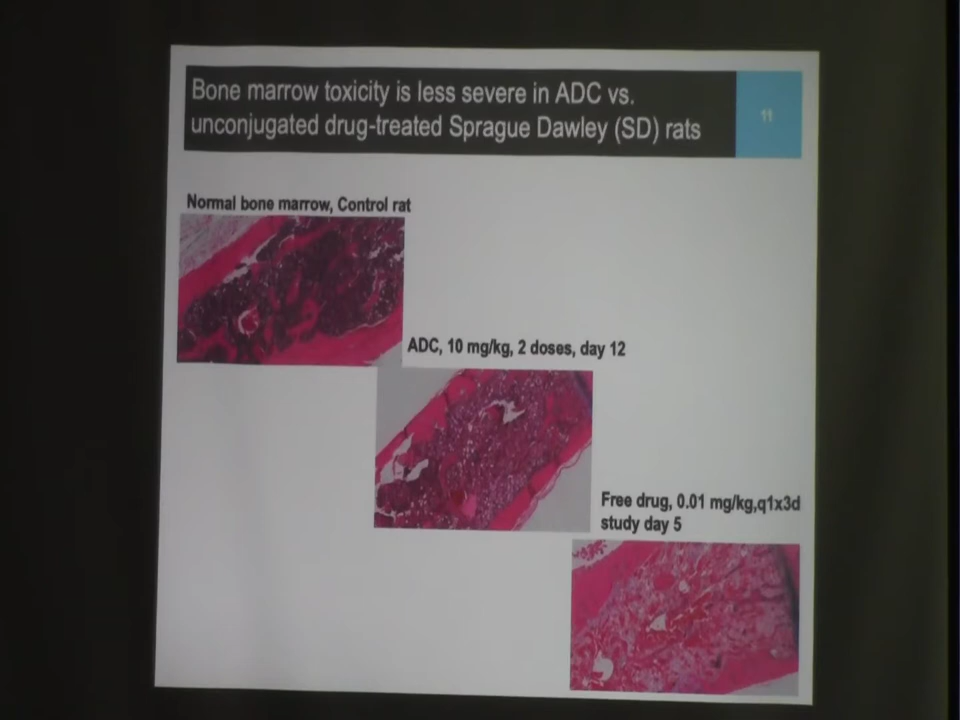 Bone marrow toxicity is less severe in ADC vs.
unconjugated drug-treated Sprague Dawley (SD) rats
11
Normal bone marrow, Control rat
ADC, 10 mg/kg, 2 doses, day 12
Free drug, 0.01 mg/kg,q1x3d
study day 5